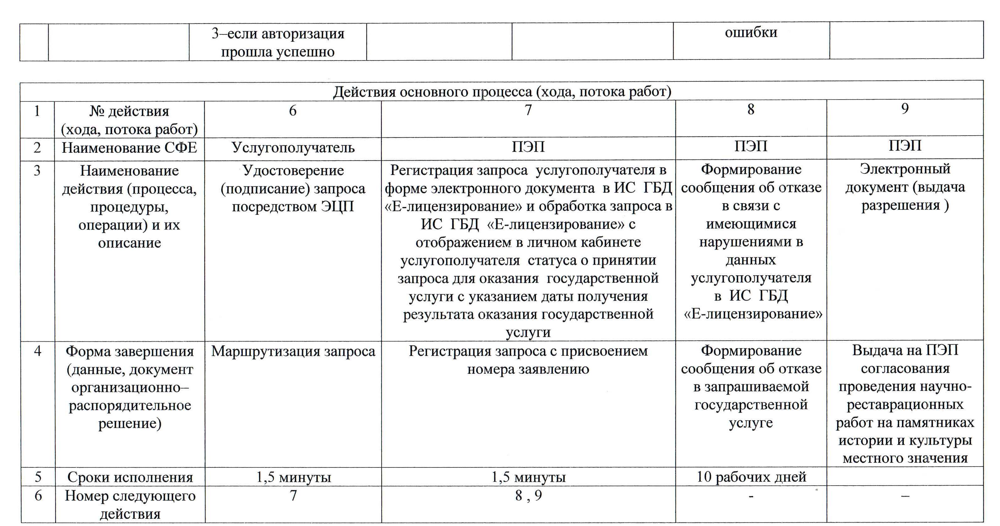 3–если авторизация
прошла успешно
ошибки
Действия основного процесса (хода, потока работ)
1
№ действия
(хода, потока работ)
6
7
8
9
2
Наименование СФЕ
Услугополучатель
ПЭП
ПЭП
ПЭП
3
Наименование
действия (процесса,
процедуры,
операции) и их
описание
Удостоверение
(подписание) запроса
посредством ЭЦП
Регистрация запроса услугополучателя в
форме электронного документа в ИС ГБД
«Е-лицензирование» и обработка запроса в
ИС ГБД «Е-лицензирование» с
отображением в личном кабинете
услугополучателя статуса о принятии
запроса для оказания государственной
услуги с указанием даты получения
результата оказания государственной
услуги
Формирование
сообщения об отказе
в связи с
имеющимися
нарушениями в
данных
услугополучателя
в ИС ГБД
«Е-лицензирование»
Электронный
документ (выдача
разрешения )
4
Форма завершения
(данные, документ
организационно–
распорядительное
решение)
Маршрутизация запроса
Регистрация запроса с присвоением
номера заявлению
Формирование
сообщения об отказе
в запрашиваемой
государственной
услуге
Выдача на ПЭП
согласования
проведения научно-
реставрационных
работ на памятниках
истории и культуры
местного значения
5
Сроки исполнения
1,5 минуты
1,5 минуты
10 рабочих дней
6
Номер следующего
действия
7
8 , 9
-
–